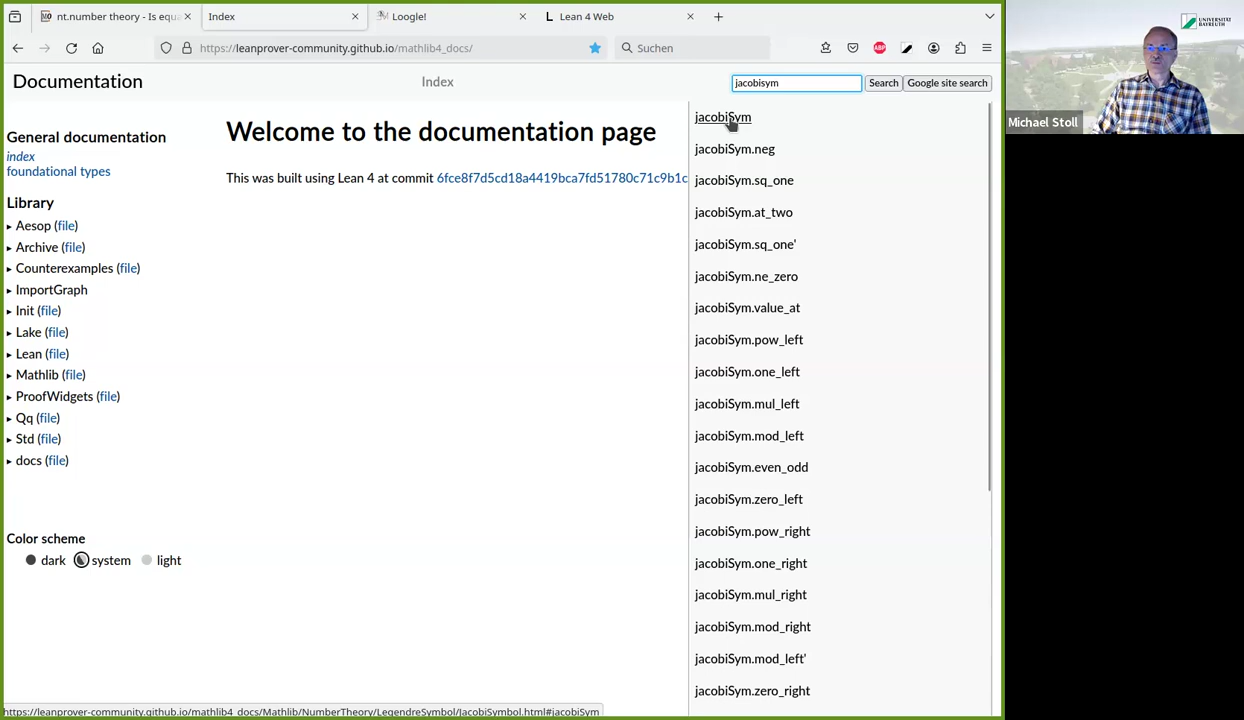 nt.number theory - Is equa
Index
Loogle!
Lean 4 Web
https://leanprover-community.github.io/mathlib4_docs/
Suchen
ABP
UNIVERSITÄT
BAYREUTH
Michael Stoll
Documentation
Index
jacobisym
Search
Google site search
General documentation
index
foundational types
Library
Aesop (file)
Archive (file)
Counterexamples (file)
ImportGraph
Init (file)
Lake (file)
Lean (file)
Mathlib (file)
ProofWidgets (file)
Qq (file)
Std (file)
docs (file)
Color scheme
dark system light
Welcome to the documentation page
This was built using Lean 4 at commit 6fce8f7d5cd18a4419bca7fd51780c71c9b1c
jacobiSym
jacobiSym.neg
jacobiSym.sq_one
jacobiSym.at_two
jacobiSym.sq_one'
jacobiSym.ne_zero
jacobiSym.value_at
jacobiSym.pow_left
jacobiSym.one_left
jacobiSym.mul_left
jacobiSym.mod_left
jacobiSym.even_odd
jacobiSym.zero_left
jacobiSym.pow_right
jacobiSym.one_right
jacobiSym.mul_right
jacobiSym.mod_right
jacobiSym.mod_left'
jacobiSym.zero_right
https://leanprover-community.github.io/mathlib4_docs/Mathlib/NumberTheory/LegendreSymbol/JacobiSymbol.html#jacobiSym